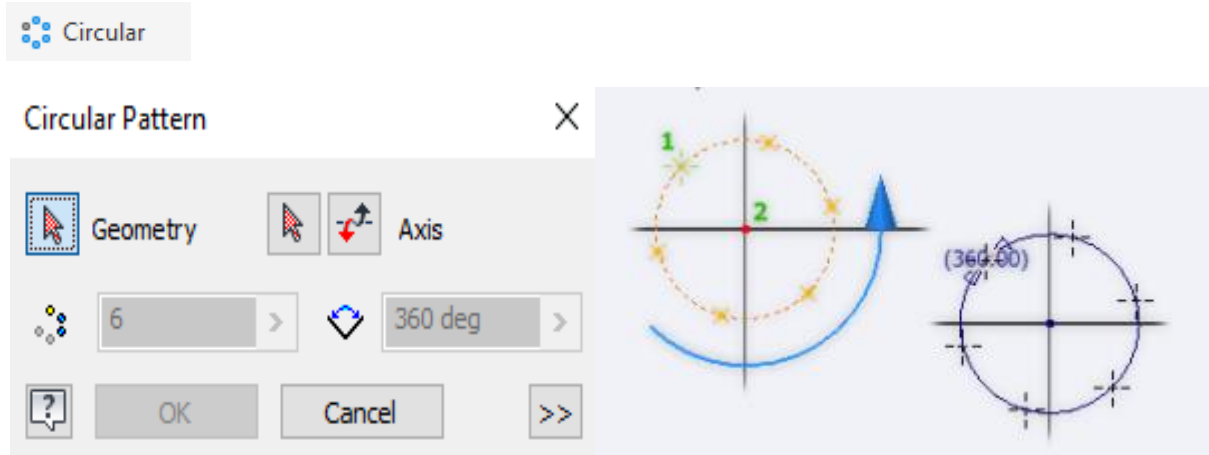 Circular
Circular Pattern
Geometry
Axis
6
360 deg
?
OK
Cancel
>>
1
2
(360.00)